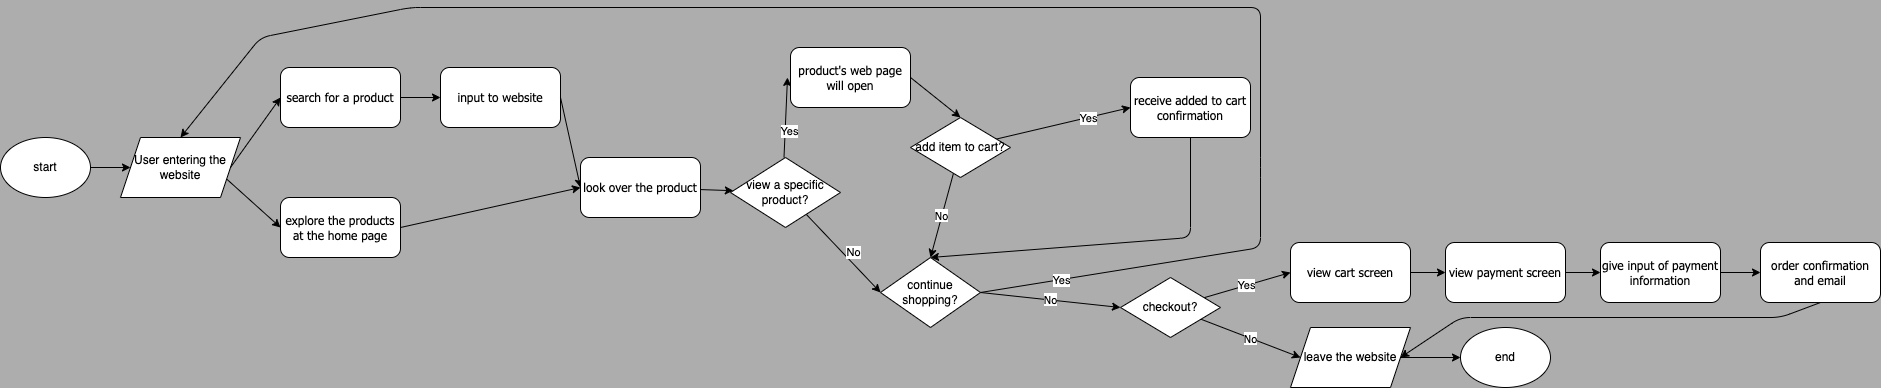 start
User entering the
website
search for a product
input to website
explore the products
at the home page
look over the product
view a specific
product?
Yes
No
product's web page
will open
add item to cart?
Yes
No
receive added to cart
confirmation
continue
shopping?
Yes
No
checkout?
Yes
No
view cart screen
view payment screen
give input of payment
information
order confirmation
and email
leave the website
end